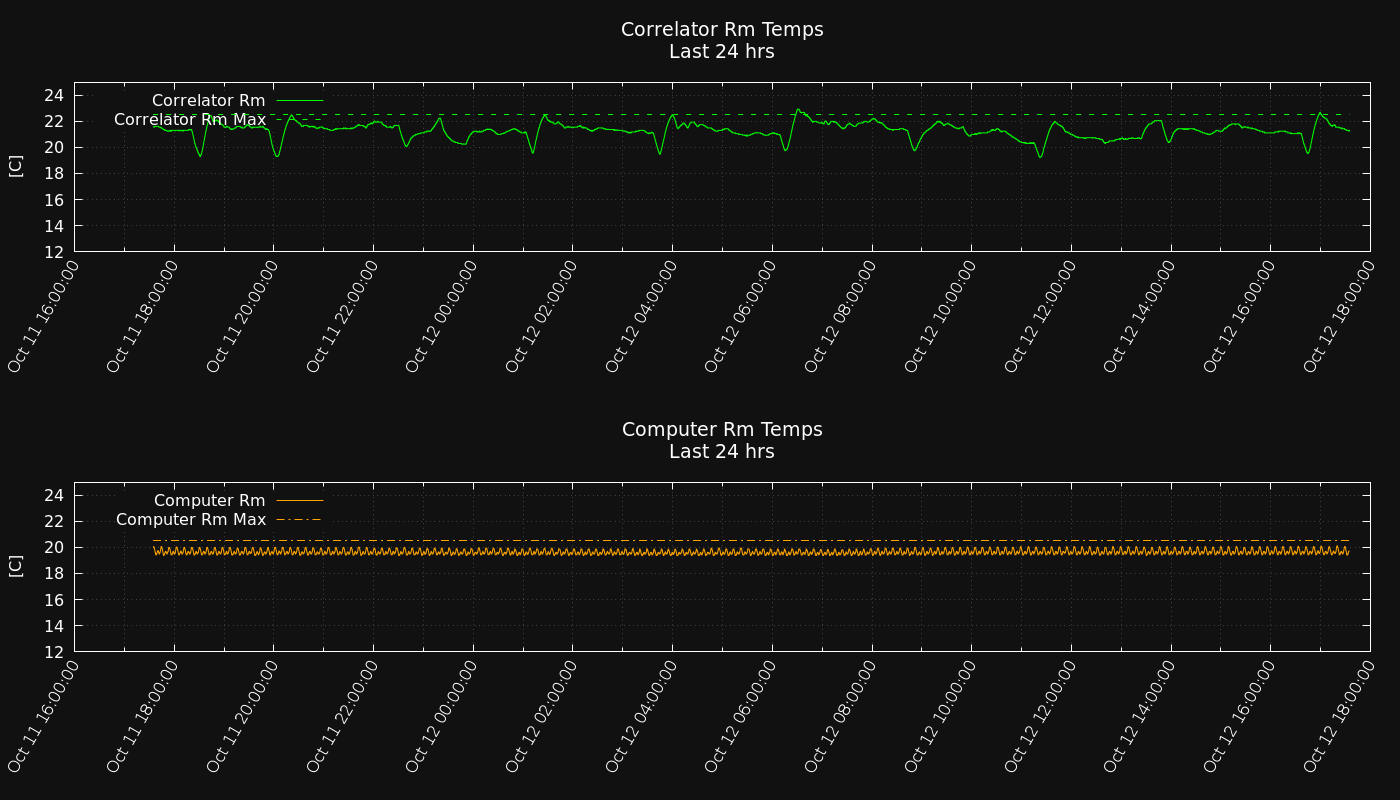 Correlator Rm Temps
Last 24 hrs
Correlator Rm
Correlator Rm Max
[C]
24
22
20
18
16
14
12
Oct 11 16:00:00
Oct 11 18:00:00
Oct 11 20:00:00
Oct 11 22:00:00
Oct 12 00:00:00
Oct 12 02:00:00
Oct 12 04:00:00
Oct 12 06:00:00
Oct 12 08:00:00
Oct 12 10:00:00
Oct 12 12:00:00
Oct 12 14:00:00
Oct 12 16:00:00
Oct 12 18:00:00
Computer Rm Temps
Last 24 hrs
Computer Rm
Computer Rm Max
[C]
24
22
20
18
16
14
12
Oct 11 16:00:00
Oct 11 18:00:00
Oct 11 20:00:00
Oct 11 22:00:00
Oct 12 00:00:00
Oct 12 02:00:00
Oct 12 04:00:00
Oct 12 06:00:00
Oct 12 08:00:00
Oct 12 10:00:00
Oct 12 12:00:00
Oct 12 14:00:00
Oct 12 16:00:00
Oct 12 18:00:00